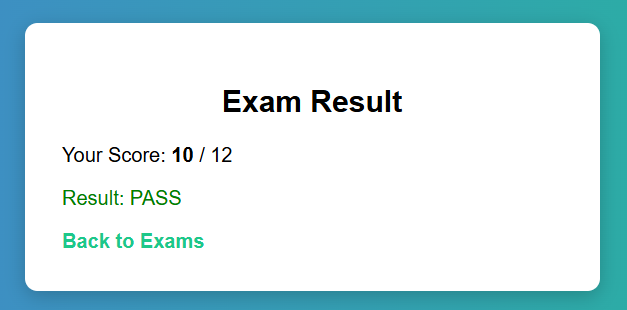 Exam Result
Your Score: 10 / 12
Result: PASS
Back to Exams